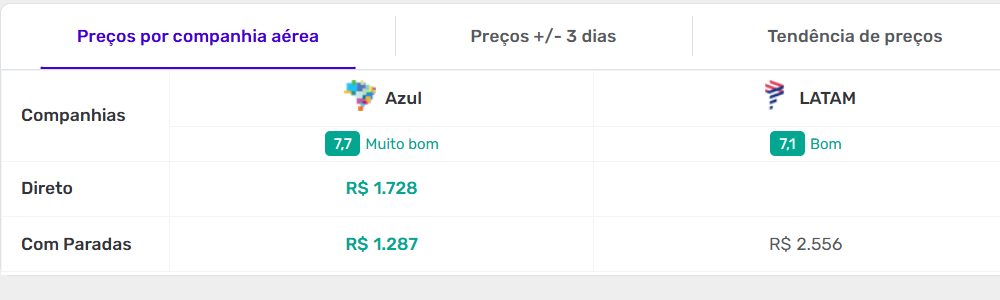 Preços por companhia aérea
Preços +/- 3 dias
Tendência de preços
Companhias
Azul
LATAM
7,7 Muito bom
7,1 Bom
Direto
R$ 1.728
Com Paradas
R$ 1.287
R$ 2.556